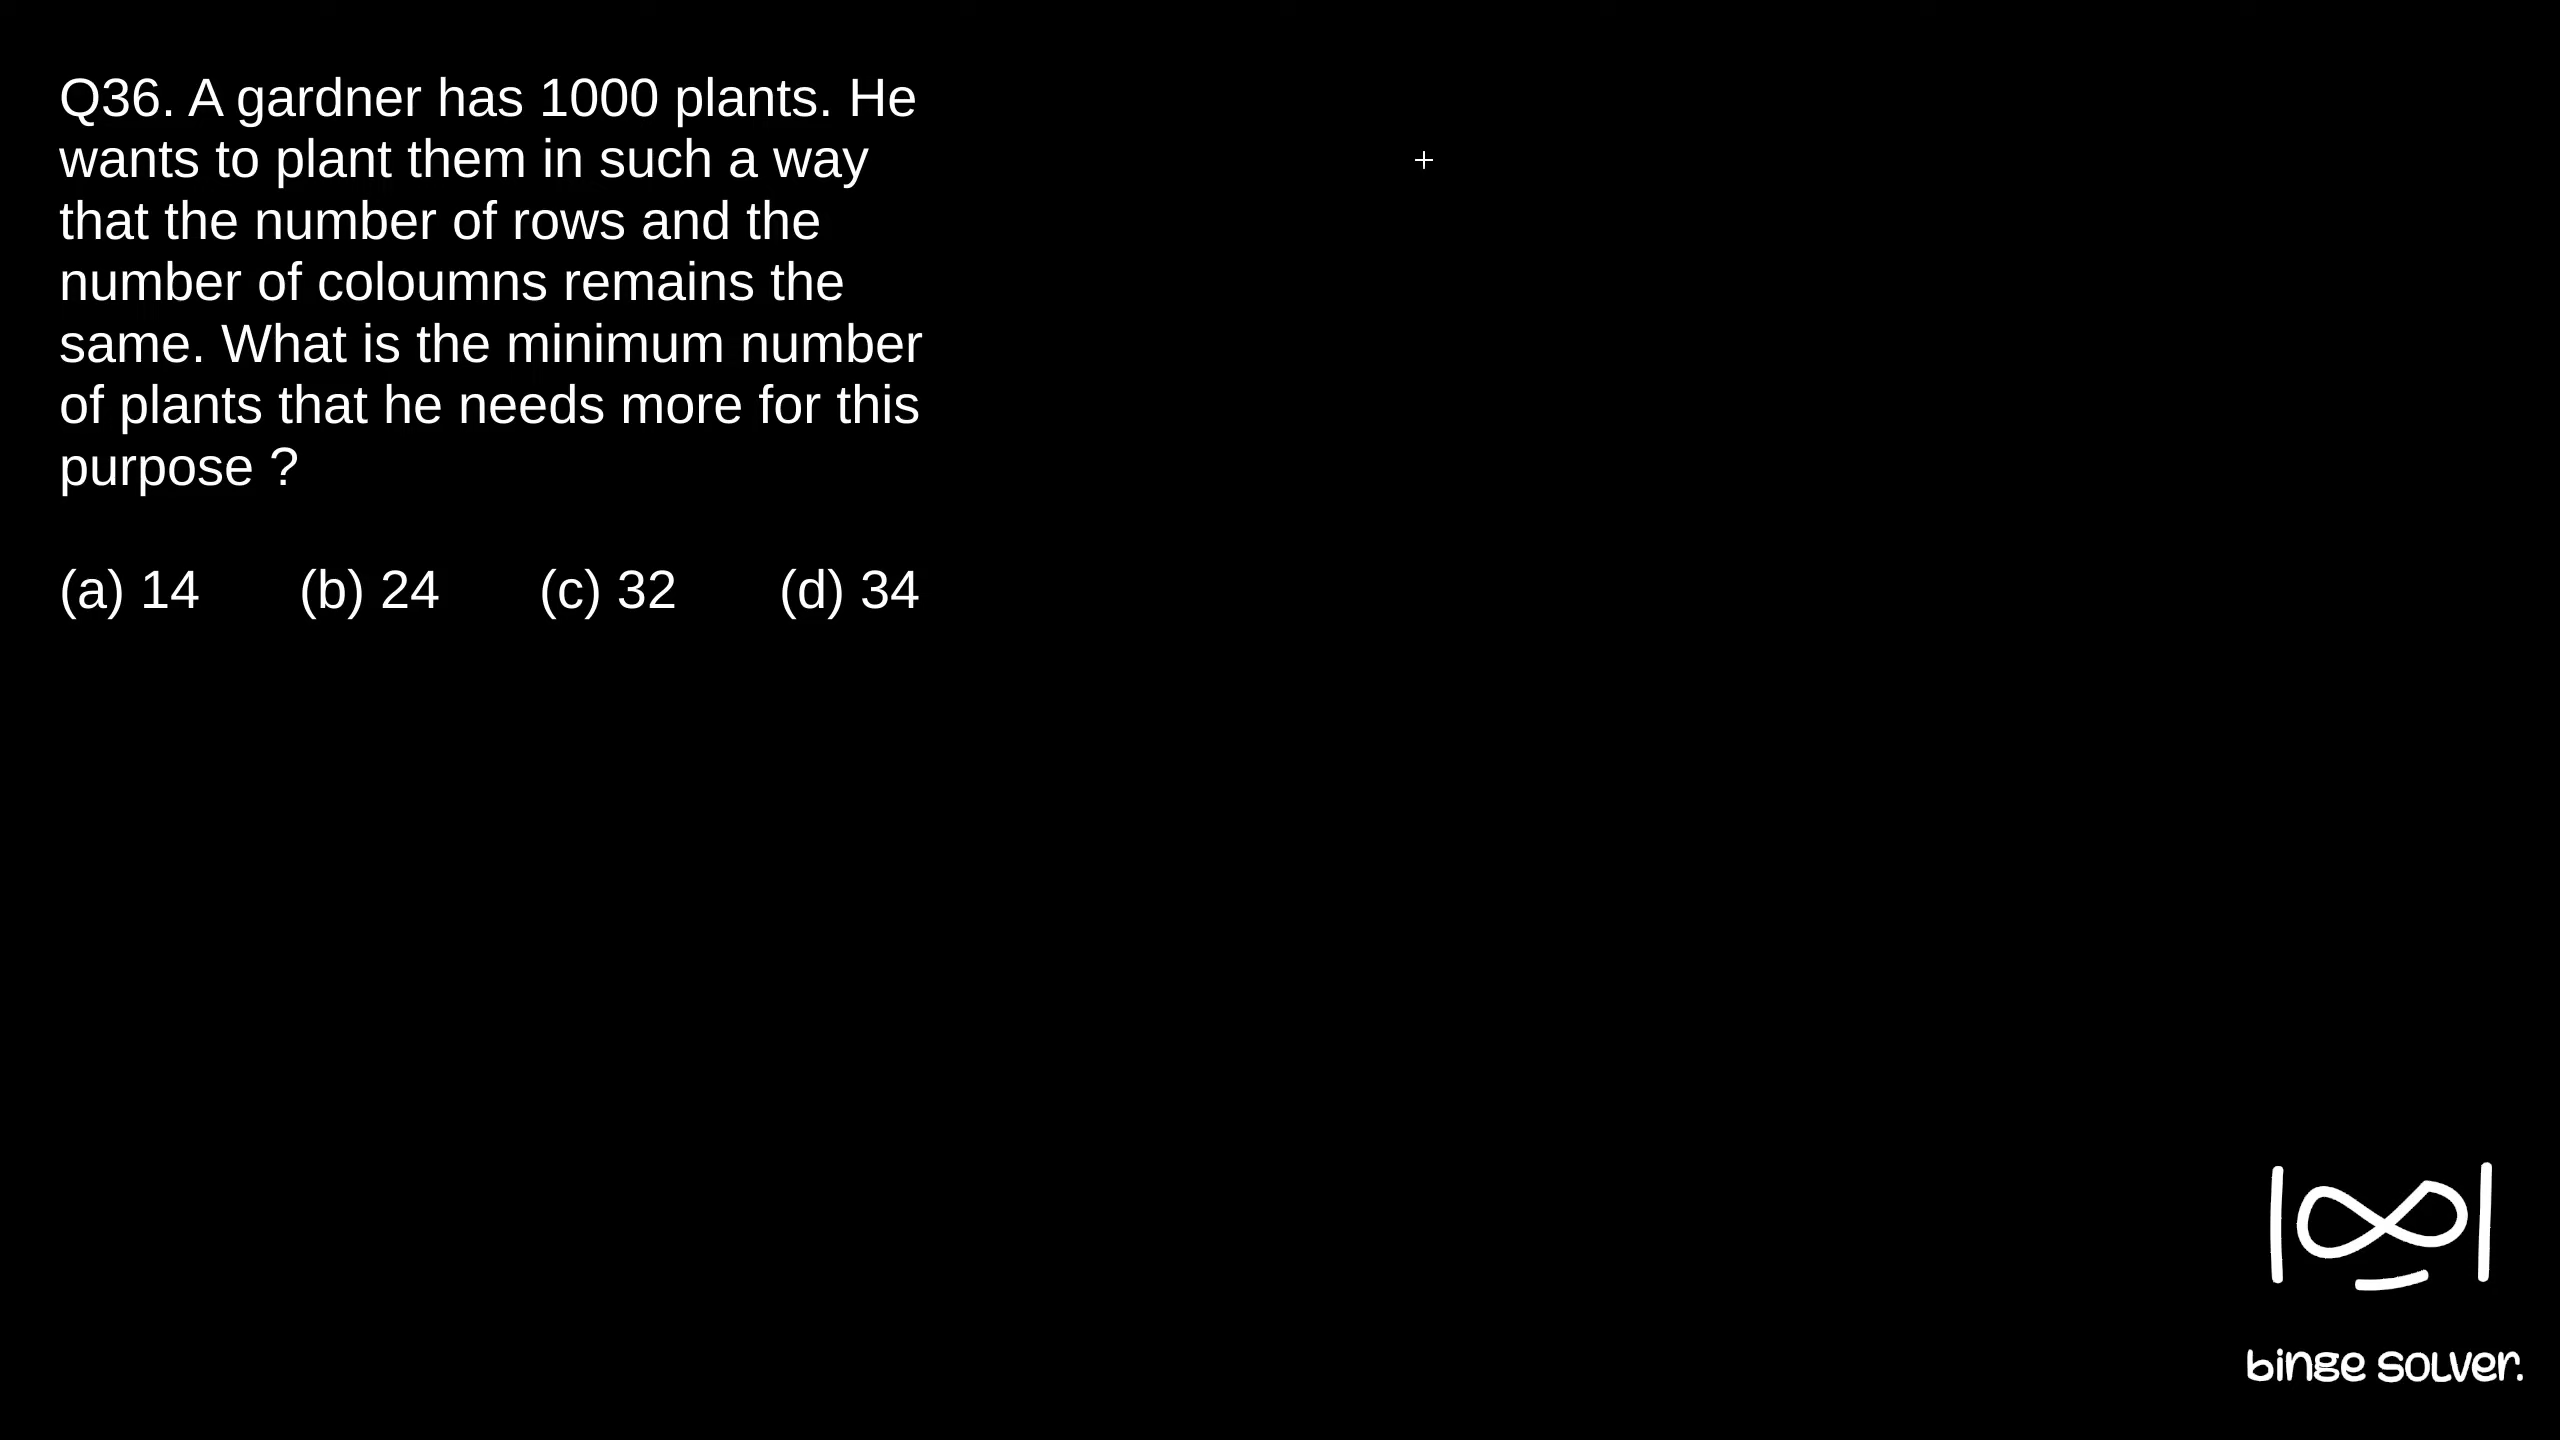 Q36. A gardner has 1000 plants. He
wants to plant them in such a way
that the number of rows and the
number of coloumns remains the
same. What is the minimum number
of plants that he needs more for this
purpose ?
(a) 14 (b) 24 (c) 32 (d) 34
binge solver.